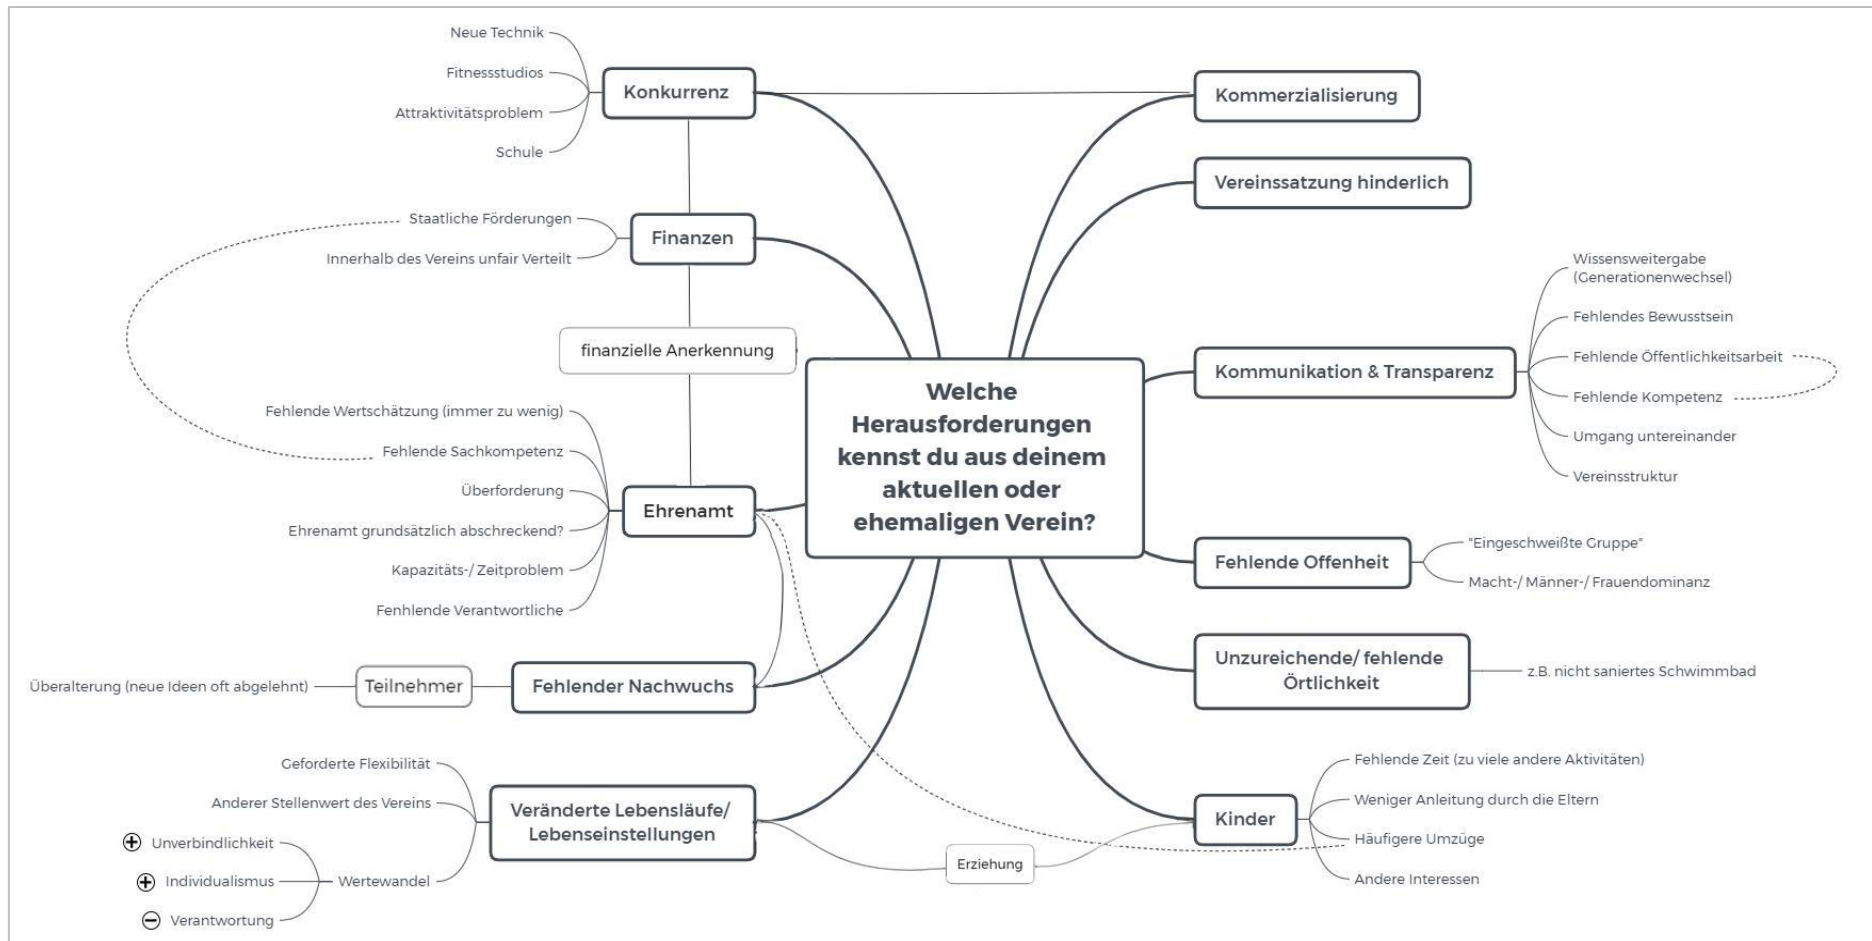 Neue Technik
Fitnessstudios
Attraktivitätsproblem
Schule
Konkurrenz
Staatliche Förderungen
Innerhalb des Vereins unfair Verteilt
Finanzen
finanzielle Anerkennung
Fehlende Wertschätzung (immer zu wenig)
Fehlende Sachkompetenz
Überforderung
Ehrenamt grundsätzlich abschreckend?
Kapazitäts-/ Zeitproblem
Fenhlende Verantwortliche
Ehrenamt
Überalterung (neue Ideen oft abgelehnt)
Teilnehmer
Fehlender Nachwuchs
Geforderte Flexibilität
Anderer Stellenwert des Vereins
Unverbindlichkeit
Individualismus
Verantwortung
Wertewandel
Veränderte Lebensläufe/
Lebenseinstellungen
Erziehung
Welche
Herausforderungen
kennst du aus deinem
aktuellen oder
ehemaligen Verein?
Kommerzialisierung
Vereinssatzung hinderlich
Kommunikation & Transparenz
Wissensweitergabe
(Generationenwechsel)
Fehlendes Bewusstsein
Fehlende Öffentlichkeitsarbeit
Fehlende Kompetenz
Umgang untereinander
Vereinsstruktur
Fehlende Offenheit
"Eingeschweißte Gruppe"
Macht-/ Männer-/ Frauendominanz
Unzureichende/ fehlende
Örtlichkeit
z.B. nicht saniertes Schwimmbad
Kinder
Fehlende Zeit (zu viele andere Aktivitäten)
Weniger Anleitung durch die Eltern
Häufigere Umzüge
Andere Interessen